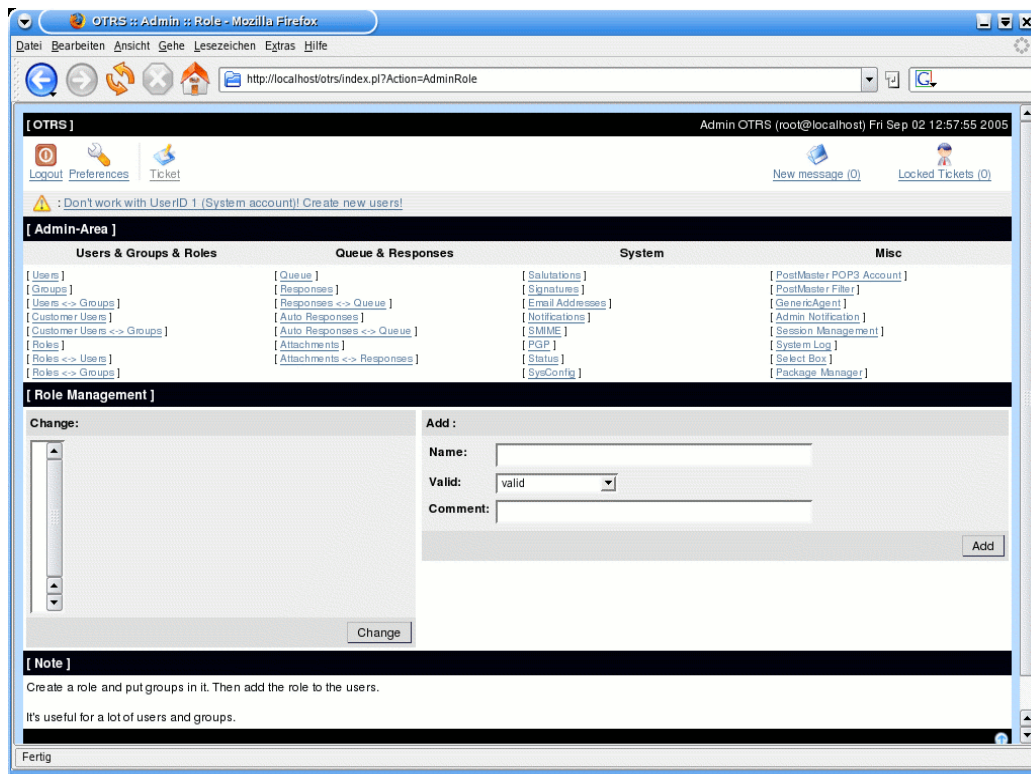 OTRS :: Admin :: Role - Mozilla Firefox
Datei Bearbeiten Ansicht Gehe Lesezeichen Extras Hilfe
http://localhost/otrs/index.pl?Action=AdminRole
G
[ OTRS ] Admin OTRS (root@localhost) Fri Sep 02 12:57:55 2005
Logout Preferences Ticket New message (0) Locked Tickets (0)
: Don't work with UserID 1 (System account)! Create new users!
[ Admin-Area ]
Users & Groups & Roles Queue & Responses System Misc
[ Users ] [ Queue ] [ Salutations ] [ PostMaster POP3 Account ]
[ Groups ] [ Responses ] [ Signatures ] [ PostMaster Filter ]
[ Users <-> Groups ] [ Responses <-> Queue ] [ Email Addresses ] [ GenericAgent ]
[ Customer Users ] [ Auto Responses ] [ Notifications ] [ Admin Notification ]
[ Customer Users <-> Groups ] [ Auto Responses <-> Queue ] [ SMIME ] [ Session Management ]
[ Roles ] [ Attachments ] [ PGP ] [ System Log ]
[ Roles <-> Users ] [ Attachments <-> Responses ] [ Status ] [ Select Box ]
[ Roles <-> Groups ] [ SysConfig ] [ Package Manager ]
[ Role Management ]
Change: Add :
Name:
Valid: valid
Comment:
Add
Change
[ Note ]
Create a role and put groups in it. Then add the role to the users.
It's useful for a lot of users and groups.
Fertig